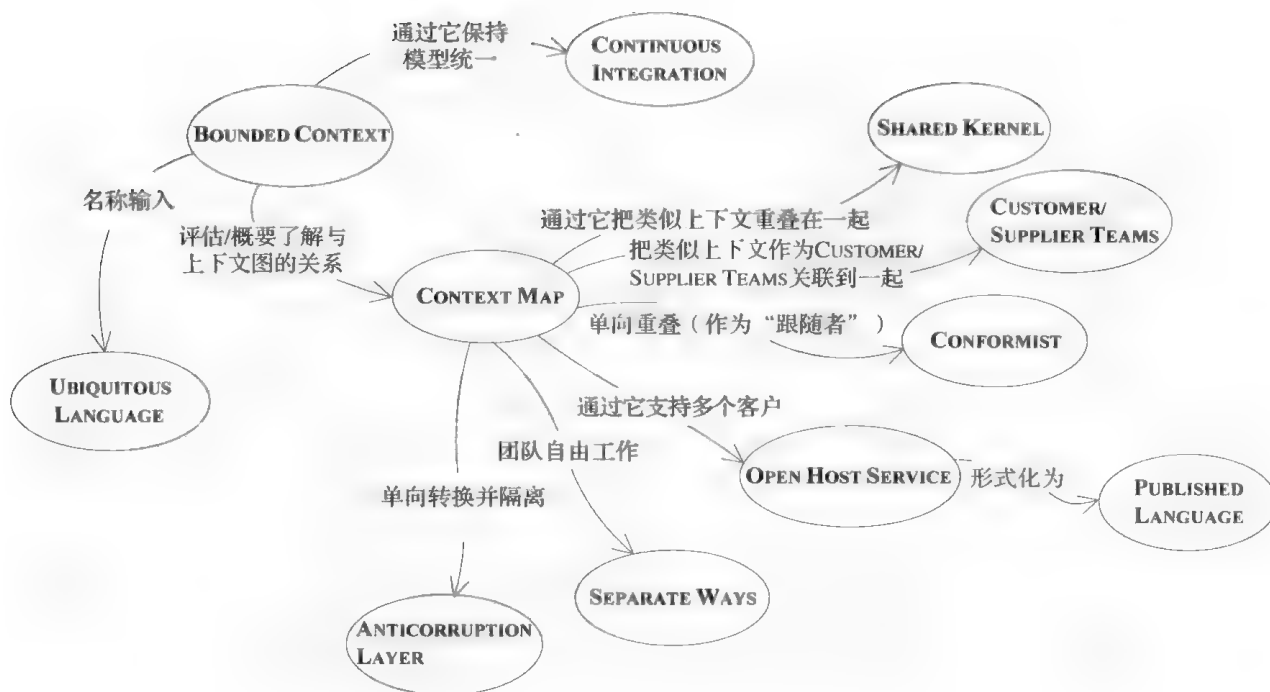 通过它保持
模型统一
CONTINUOUS
INTEGRATION
BOUNDED CONTEXT
SHARED KERNEL
名称输入
评估/概要了解与
上下文图的关系
通过它把类似上下文重叠在一起
CUSTOMER/
SUPPLIER TEAMS
把类似上下文作为CUSTOMER/
SUPPLIER TEAMS关联到一起
CONTEXT MAP
单向重叠（作为“跟随者”）
CONFORMIST
UBIQUITOUS
LANGUAGE
通过它支持多个客户
团队自由工作
单向转换并隔离
OPEN HOST SERVICE
形式化为
PUBLISHED
LANGUAGE
SEPARATE WAYS
ANTICORRUPTION
LAYER